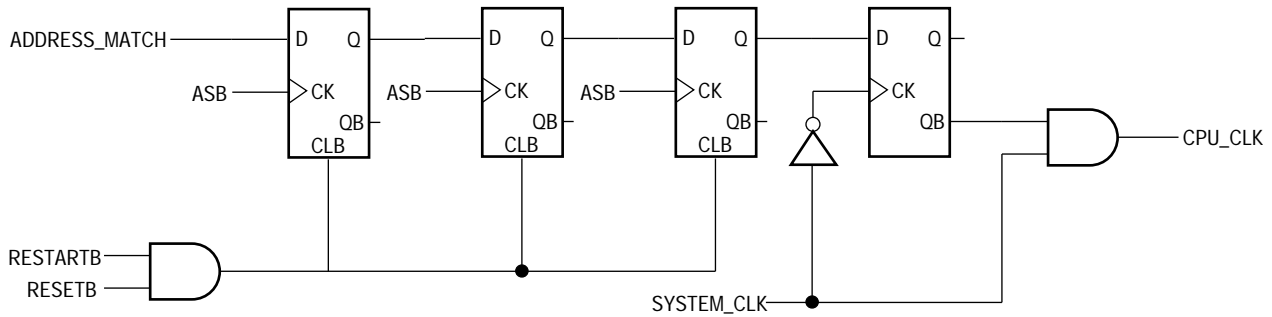 ADDRESS_MATCH
D
Q
D
Q
D
Q
D
Q
ASB
CK
ASB
CK
ASB
CK
CK
QB
QB
QB
QB
CLB
CLB
CLB
CPU_CLK
RESTARTB
RESETB
SYSTEM_CLK